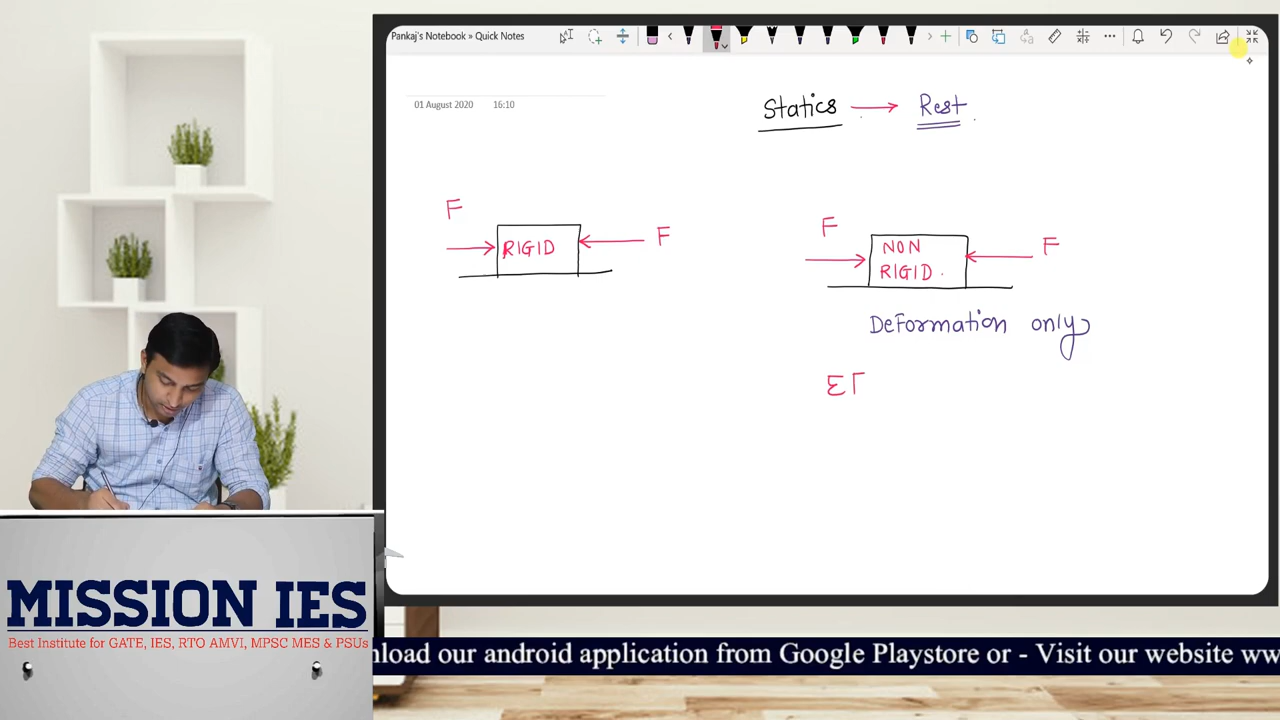 Pankaj's Notebook » Quick Notes
01 August 2020 16:10
Statics → Rest
F
RIGID
F
F
NON
RIGID
F
Deformation only
MISSION IES
Best Institute for GATE, IES, RTO AMVI, MPSC MES & PSUs
nload our android application from Google Playstore or - Visit our website ww